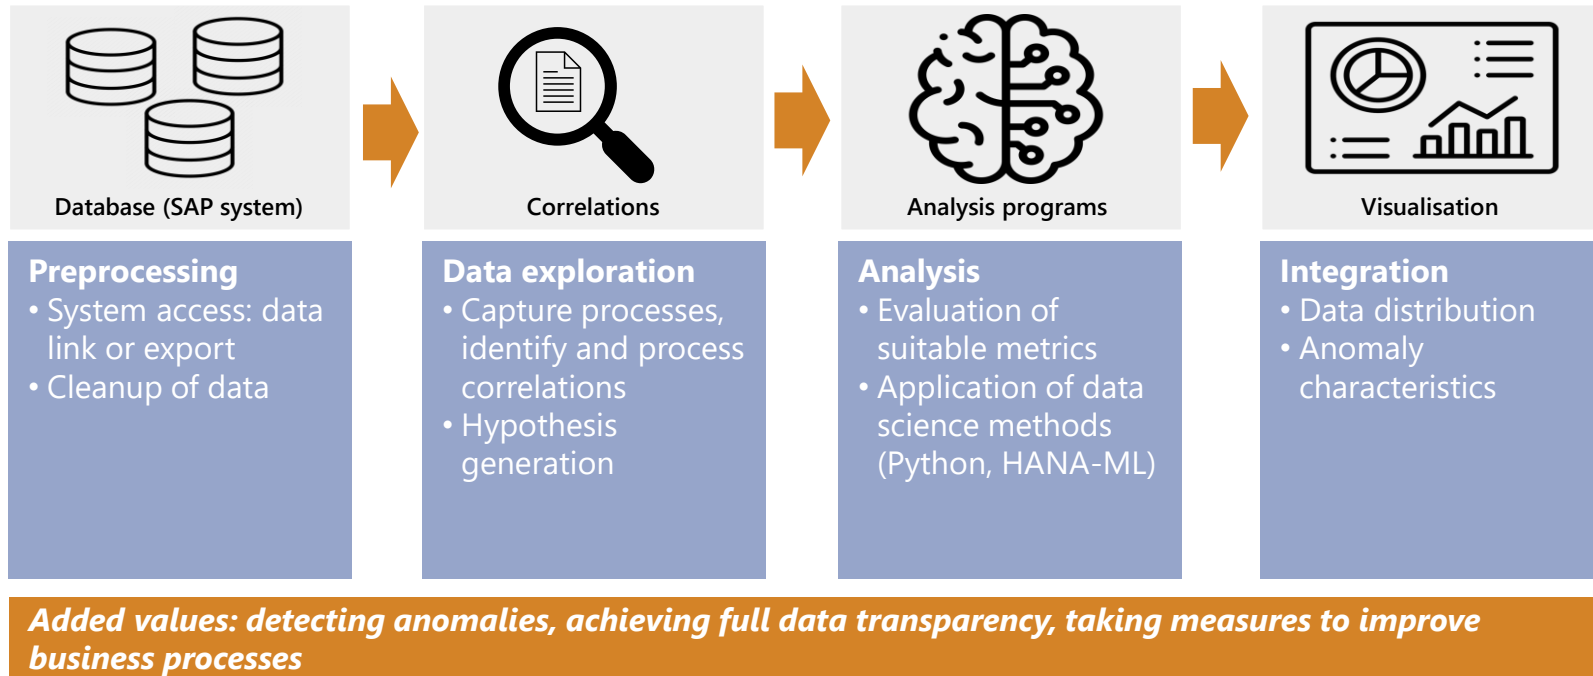 Database (SAP system)
Correlations
Analysis programs
Visualisation
Preprocessing
• System access: data
link or export
• Cleanup of data
Data exploration
• Capture processes,
identify and process
correlations
• Hypothesis
generation
Analysis
• Evaluation of
suitable metrics
• Application of data
science methods
(Python, HANA-ML)
Integration
• Data distribution
• Anomaly
characteristics
Added values: detecting anomalies, achieving full data transparency, taking measures to improve
business processes